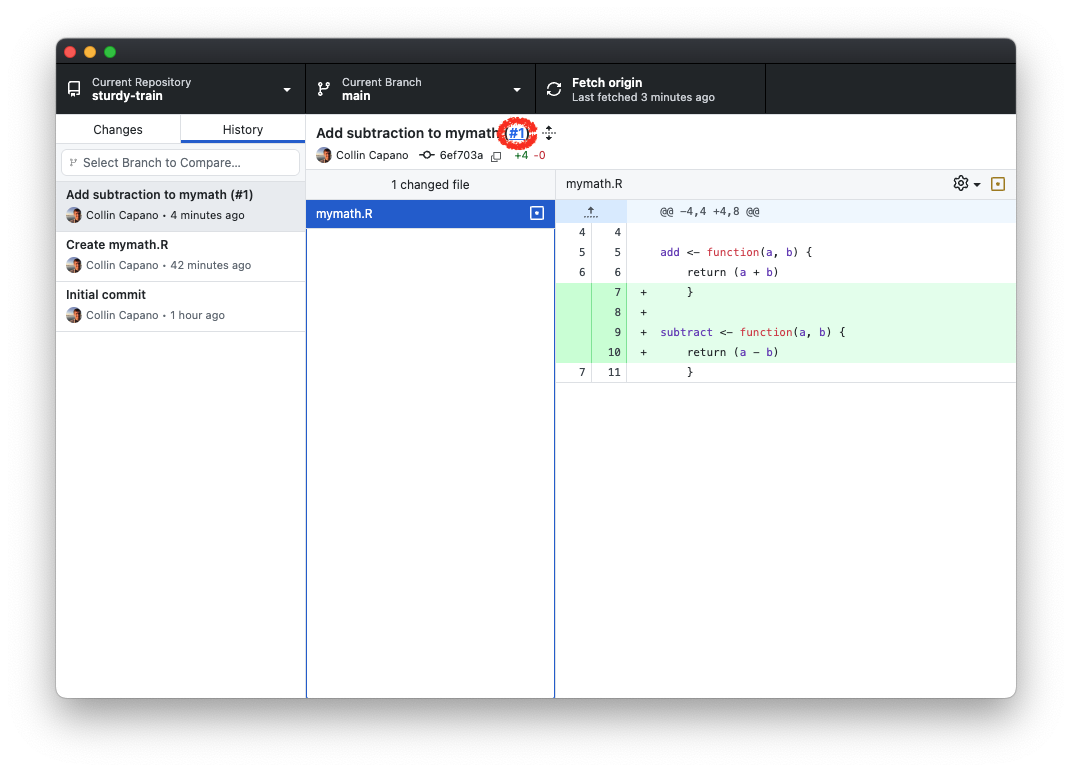 Current Repository
sturdy-train
Current Branch
main
Fetch origin
Last fetched 3 minutes ago
Changes
History
Select Branch to Compare...
Add subtraction to mymath (#1)
Collin Capano • 4 minutes ago
Create mymath.R
Collin Capano • 42 minutes ago
Initial commit
Collin Capano • 1 hour ago
Add subtraction to mymath (#1)
Collin Capano 6ef703a +4 -0
1 changed file
mymath.R
mymath.R
@@ -4,4 +4,8 @@
4 4
5 5 add <- function(a, b) {
6 6 return (a + b)
7 + }
8 +
9 + subtract <- function(a, b) {
10 + return (a - b)
7 11 }